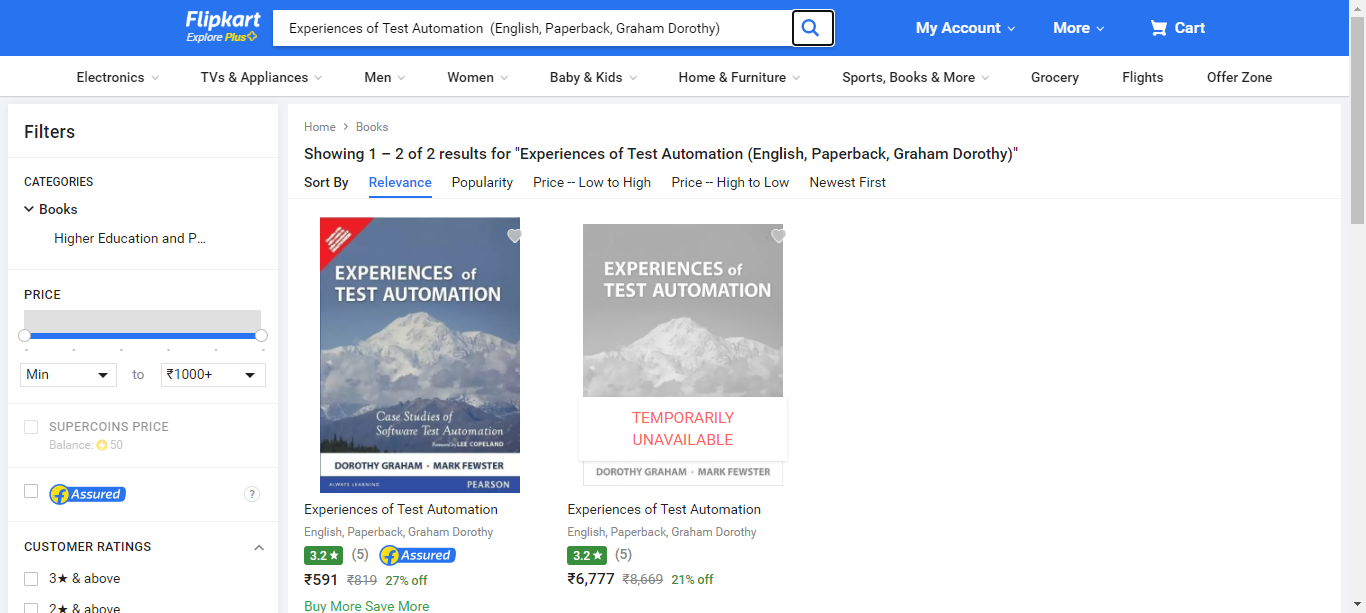 Flipkart
Explore Plus
Experiences of Test Automation (English, Paperback, Graham Dorothy)
My Account
More
Cart
Electronics
TVs & Appliances
Men
Women
Baby & Kids
Home & Furniture
Sports, Books & More
Grocery
Flights
Offer Zone
Filters
CATEGORIES
Books
Higher Education and P...
PRICE
Min
to
₹1000+
SUPERCOINS PRICE
Balance: 50
f Assured
?
CUSTOMER RATINGS
3★ & above
2★ & above
Home > Books
Showing 1 – 2 of 2 results for "Experiences of Test Automation (English, Paperback, Graham Dorothy)"
Sort By
Relevance
Popularity
Price -- Low to High
Price -- High to Low
Newest First
EXPERIENCES of
TEST AUTOMATION
Case Studies of
Software Test Automation
Foreword by LEE COPELAND
DOROTHY GRAHAM · MARK FEWSTER
ALWAYS LEARNING
PEARSON
Experiences of Test Automation
English, Paperback, Graham Dorothy
3.2★ (5) f Assured
₹591 ₹819 27% off
Buy More Save More
EXPERIENCES of
TEST AUTOMATION
TEMPORARILY
UNAVAILABLE
DOROTHY GRAHAM · MARK FEWSTER
Experiences of Test Automation
English, Paperback, Graham Dorothy
3.2★ (5)
₹6,777 ₹8,669 21% off